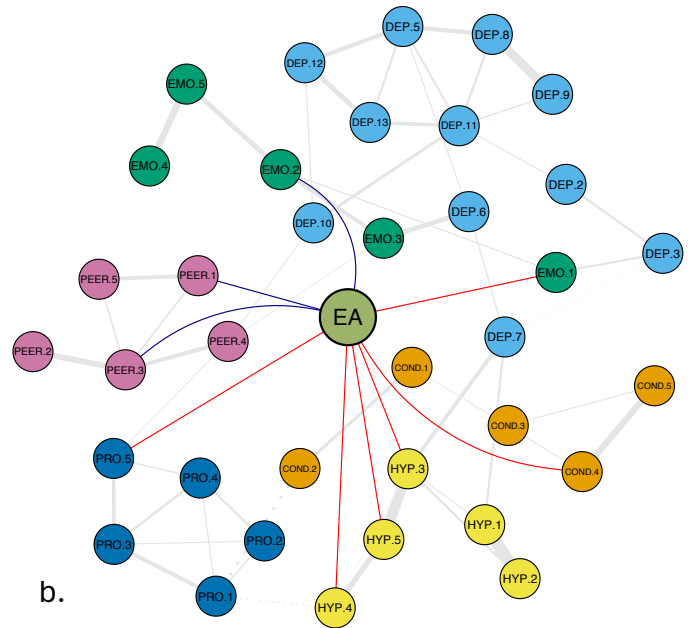 DEP.5
DEP.8
DEP.12
EMO.5
DEP.9
DEP.13
DEP.11
EMO.4
EMO.2
DEP.2
DEP.10
DEP.6
EMO.3
DEP.3
PEER.5
PEER.1
EMO.1
EA
PEER.2
PEER.3
PEER.4
DEP.7
COND.1
COND.5
COND.3
PRO.5
PRO.4
COND.2
HYP.3
COND.4
PRO.3
PRO.2
HYP.5
HYP.1
HYP.2
b.
PRO.1
HYP.4